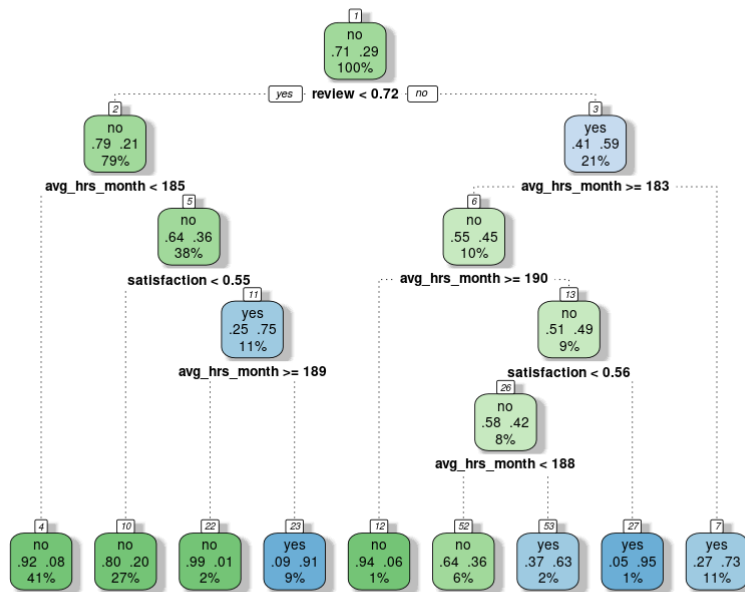 1
no
.71 .29
100%
yes review < 0.72 no
2
no
.79 .21
79%
3
yes
.41 .59
21%
avg_hrs_month < 185
avg_hrs_month >= 183
5
no
.64 .36
38%
6
no
.55 .45
10%
satisfaction < 0.55
avg_hrs_month >= 190
11
yes
.25 .75
11%
13
no
.51 .49
9%
avg_hrs_month >= 189
satisfaction < 0.56
26
no
.58 .42
8%
avg_hrs_month < 188
4
no
.92 .08
41%
10
no
.80 .20
27%
22
no
.99 .01
2%
23
yes
.09 .91
9%
12
no
.94 .06
1%
52
no
.64 .36
6%
53
yes
.37 .63
2%
27
yes
.05 .95
1%
7
yes
.27 .73
11%